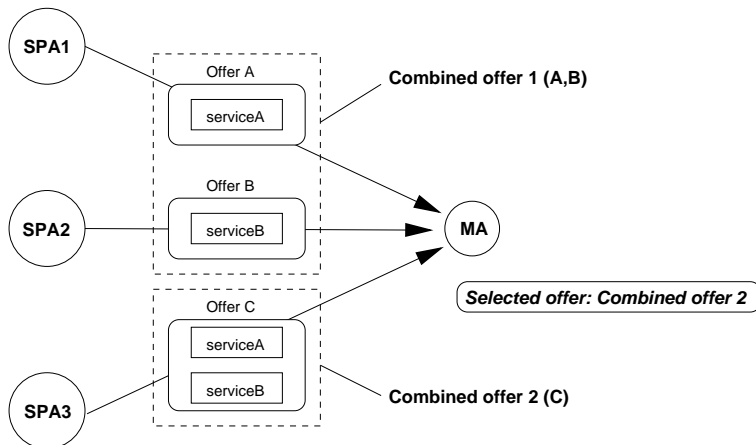 SPA1
Offer A
serviceA
Combined offer 1 (A,B)
SPA2
Offer B
serviceB
MA
Selected offer: Combined offer 2
Offer C
serviceA
serviceB
SPA3
Combined offer 2 (C)